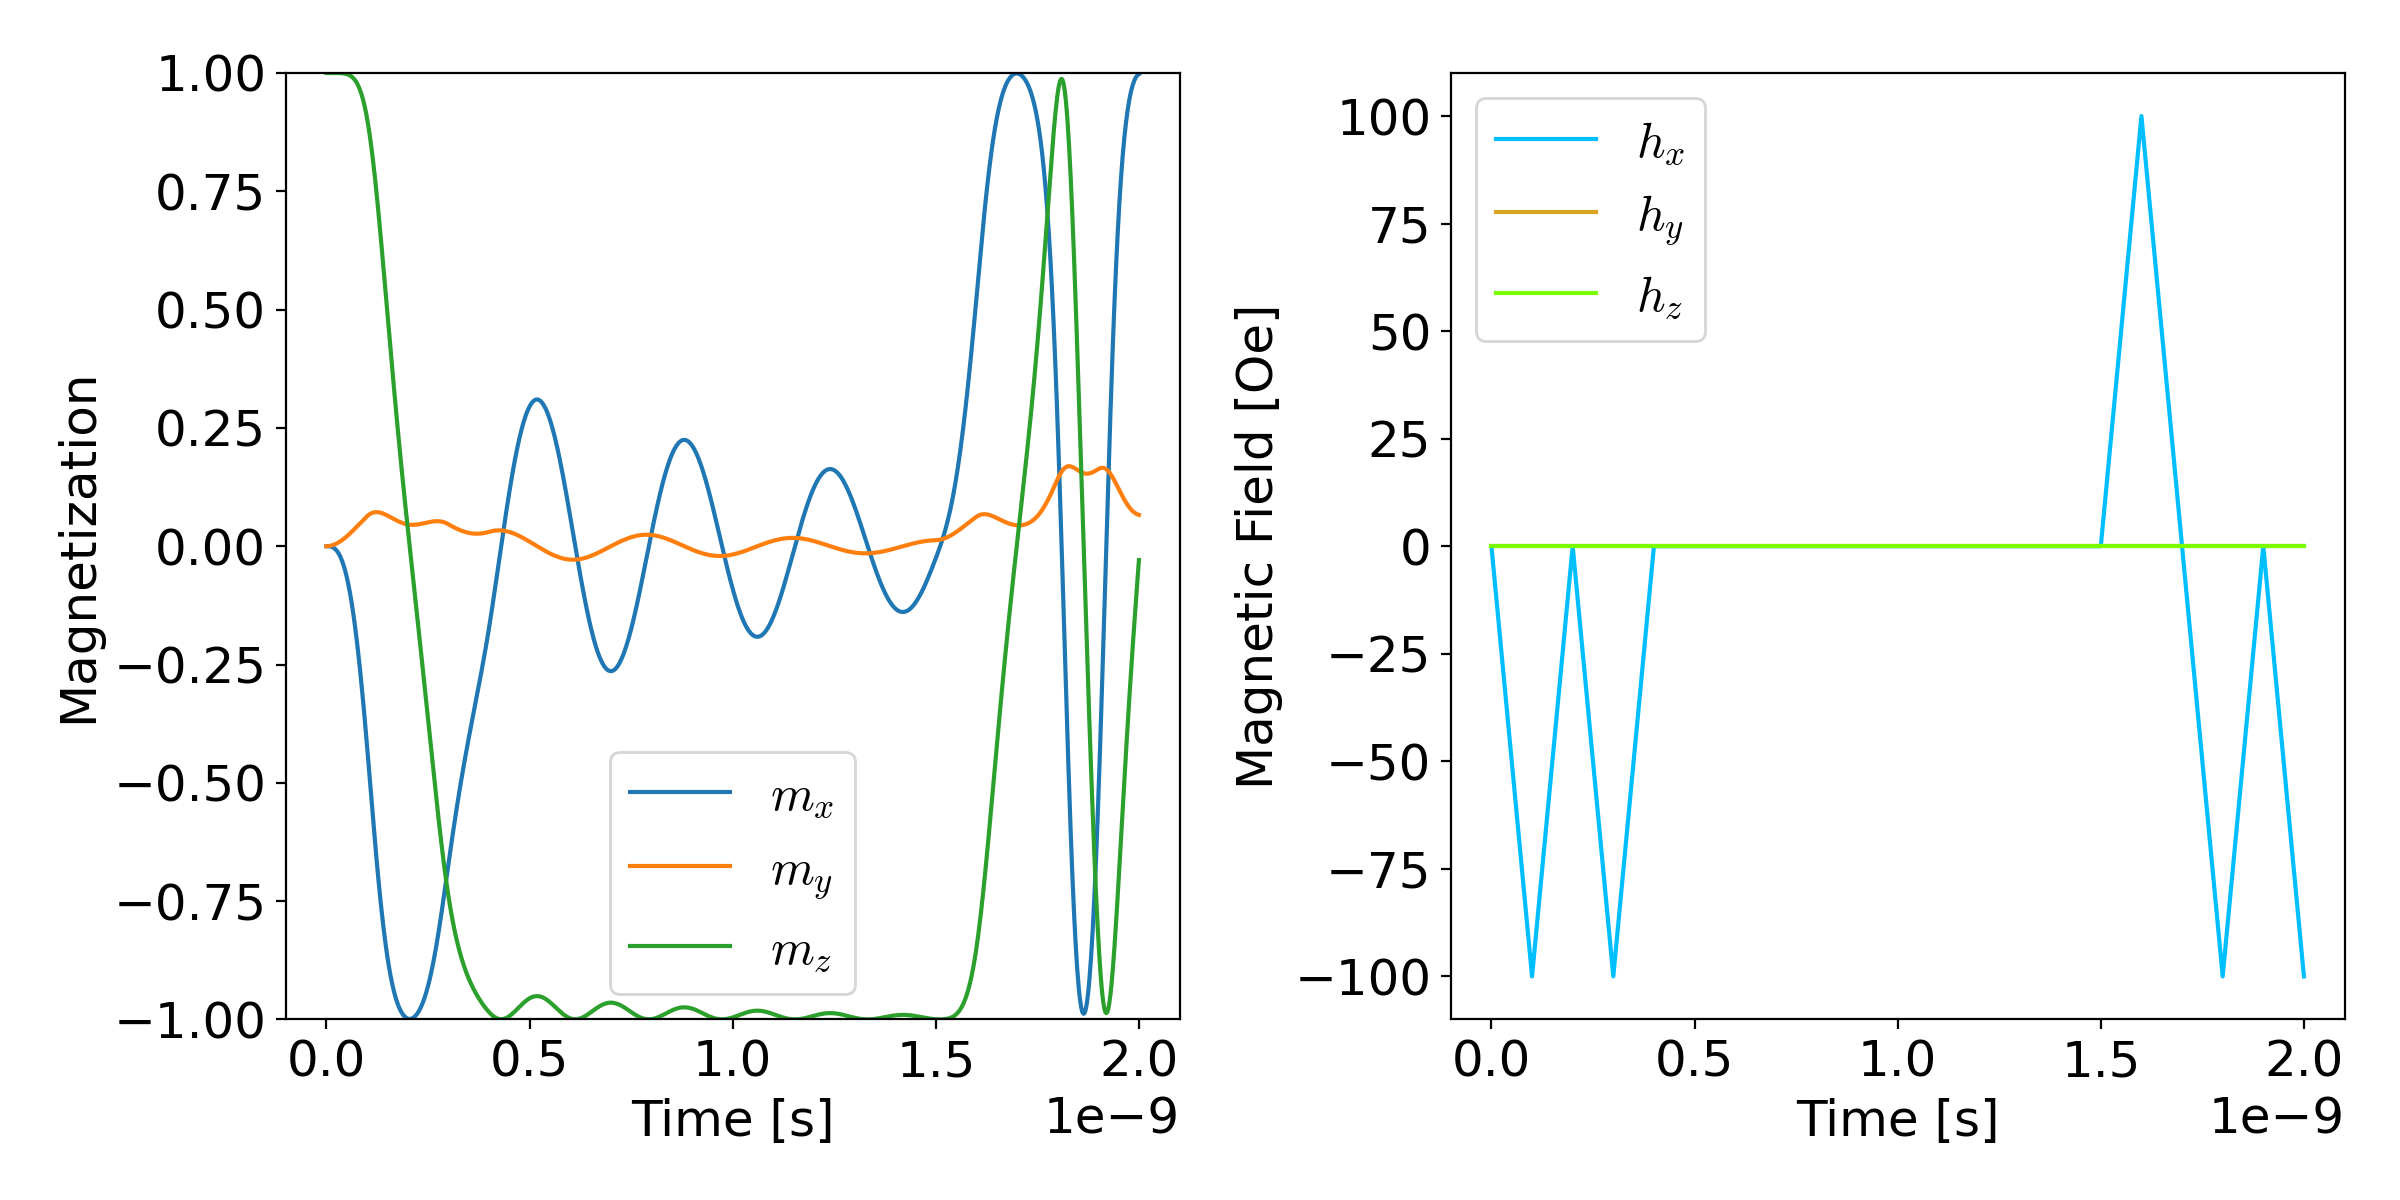 Magnetization
1.00
0.75
0.50
0.25
0.00
−0.25
−0.50
−0.75
−1.00
m_x
m_y
m_z
0.0 0.5 1.0 1.5 2.0
Time [s] 1e−9
Magnetic Field [Oe]
100
75
50
25
0
−25
−50
−75
−100
h_x
h_y
h_z
0.0 0.5 1.0 1.5 2.0
Time [s] 1e−9